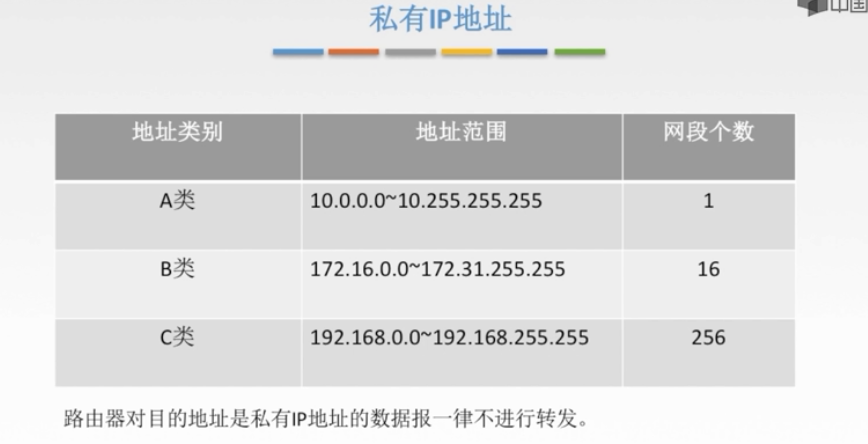 中国
私有IP地址
地址类别 地址范围 网段个数
A类 10.0.0.0~10.255.255.255 1
B类 172.16.0.0~172.31.255.255 16
C类 192.168.0.0~192.168.255.255 256
路由器对目的地址是私有IP地址的数据报一律不进行转发。